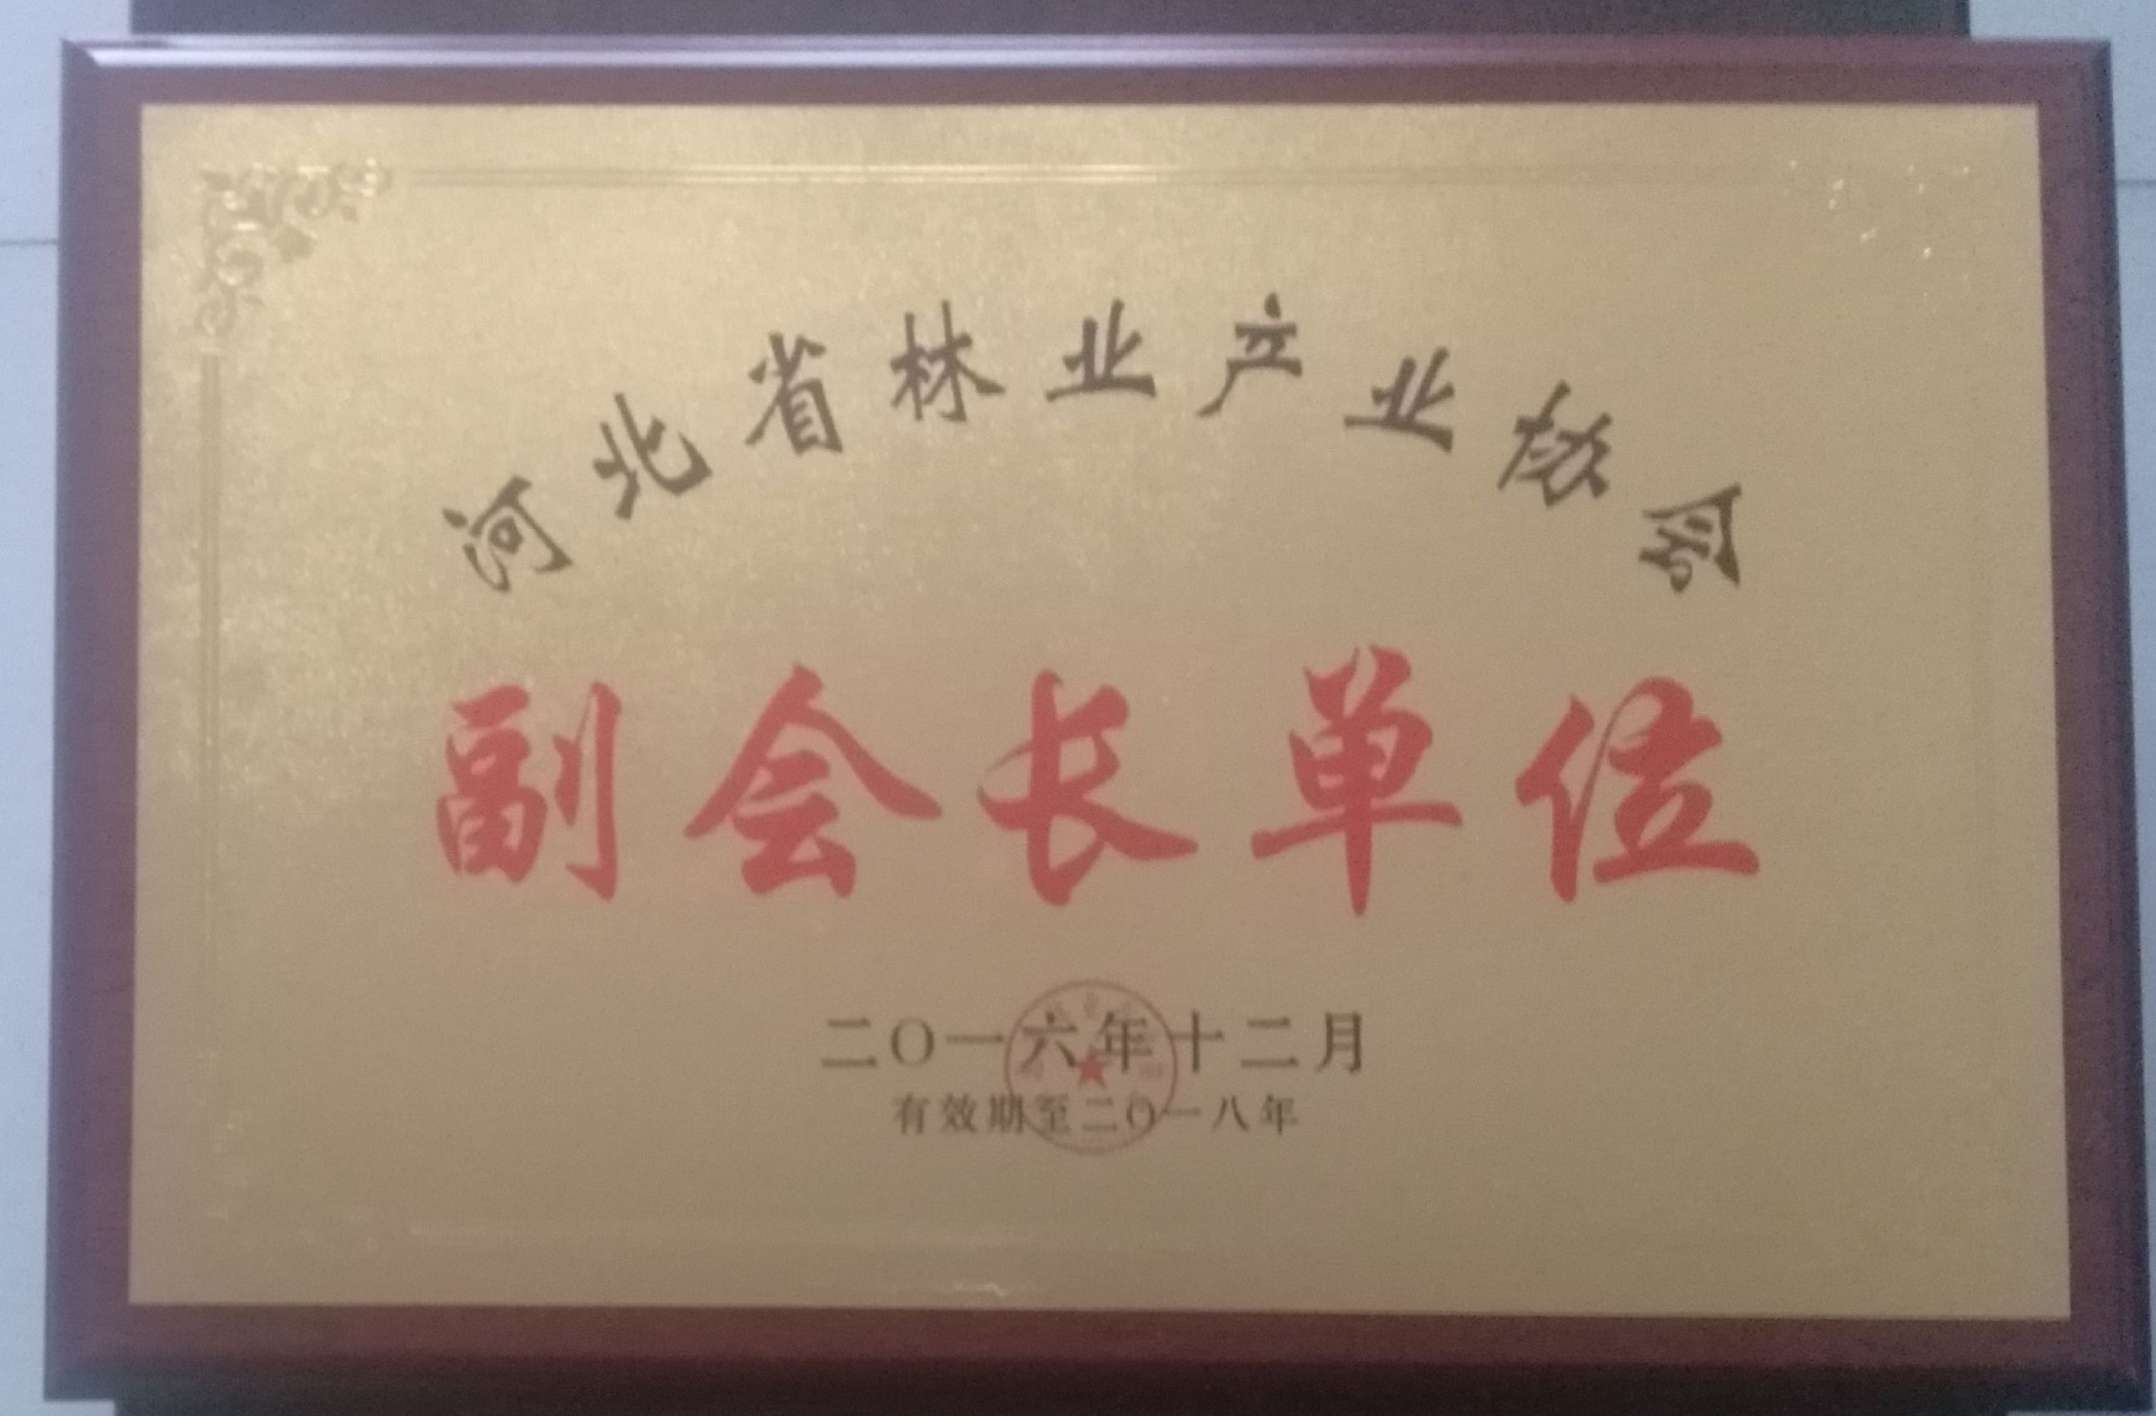 河北省林业产业协会
副会长单位
二〇一六年十二月
有效期至二〇一八年